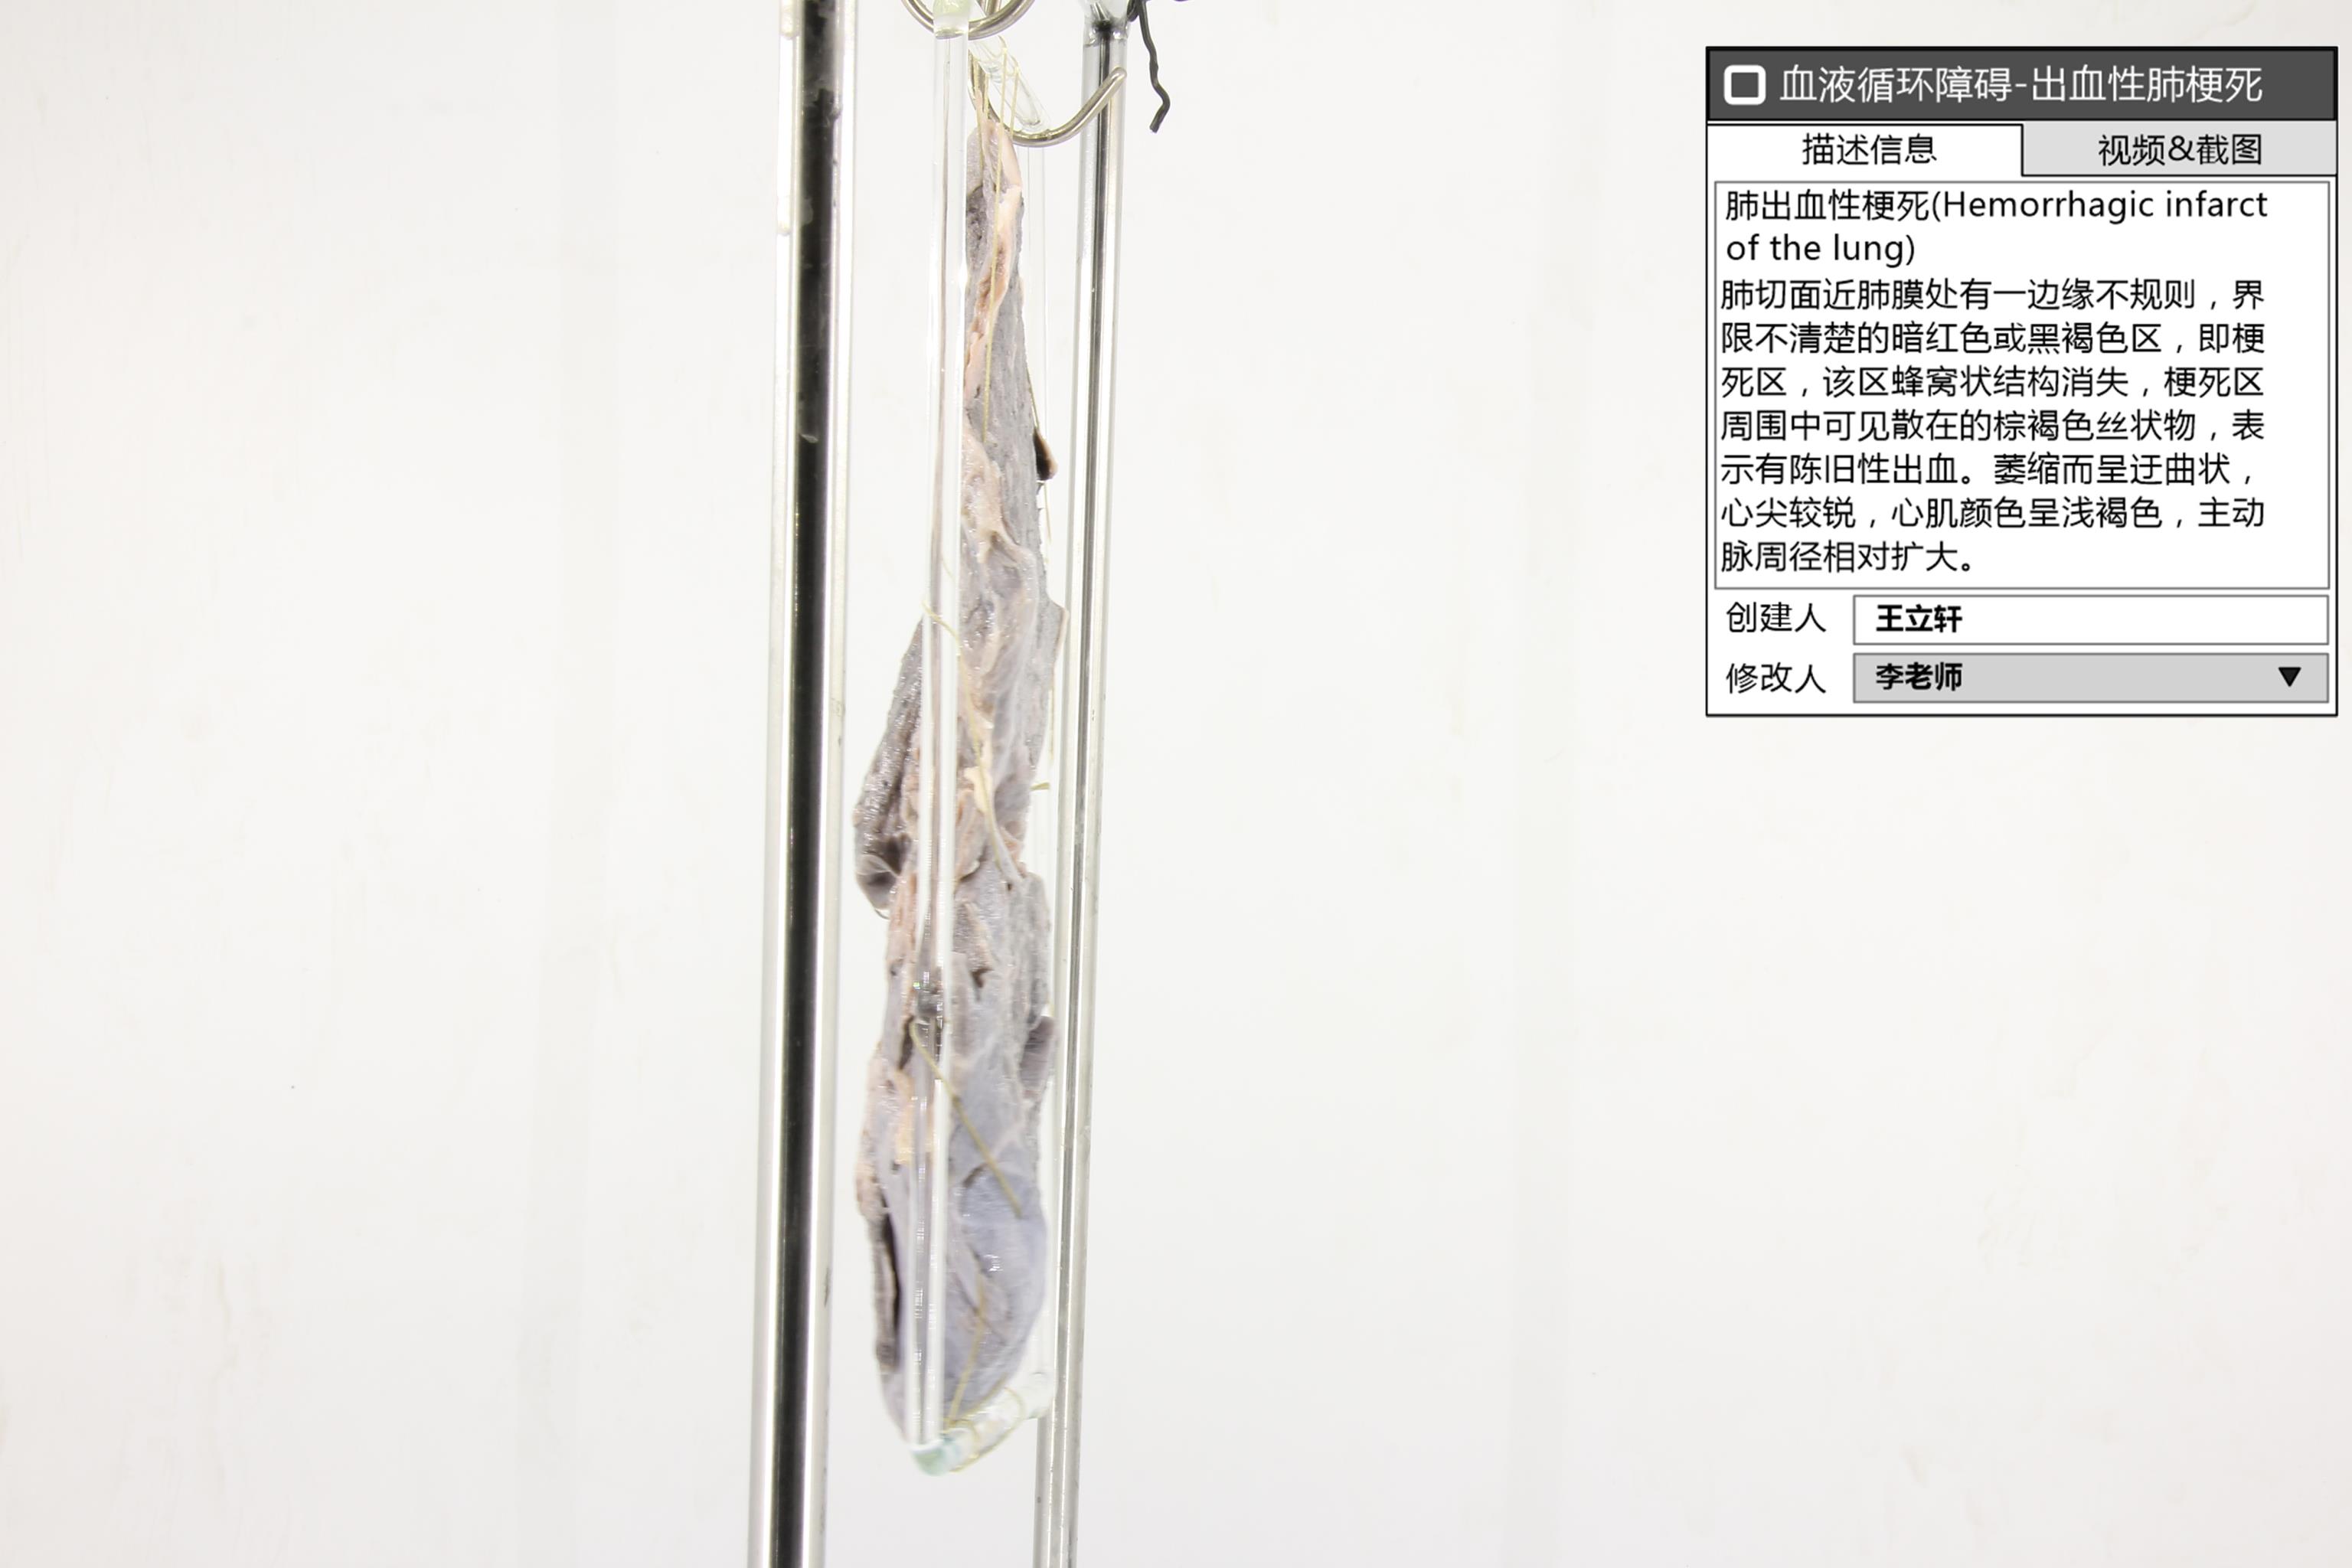 血液循环障碍-出血性肺梗死
描述信息
视频&截图
肺出血性梗死(Hemorrhagic infarct
of the lung)
肺切面近肺膜处有一边缘不规则，界
限不清楚的暗红色或黑褐色区，即梗
死区，该区蜂窝状结构消失，梗死区
周围中可见散在的棕褐色丝状物，表
示有陈旧性出血。萎缩而呈迂曲状，
心尖较锐，心肌颜色呈浅褐色，主动
脉周径相对扩大。
创建人 王立轩
修改人 李老师